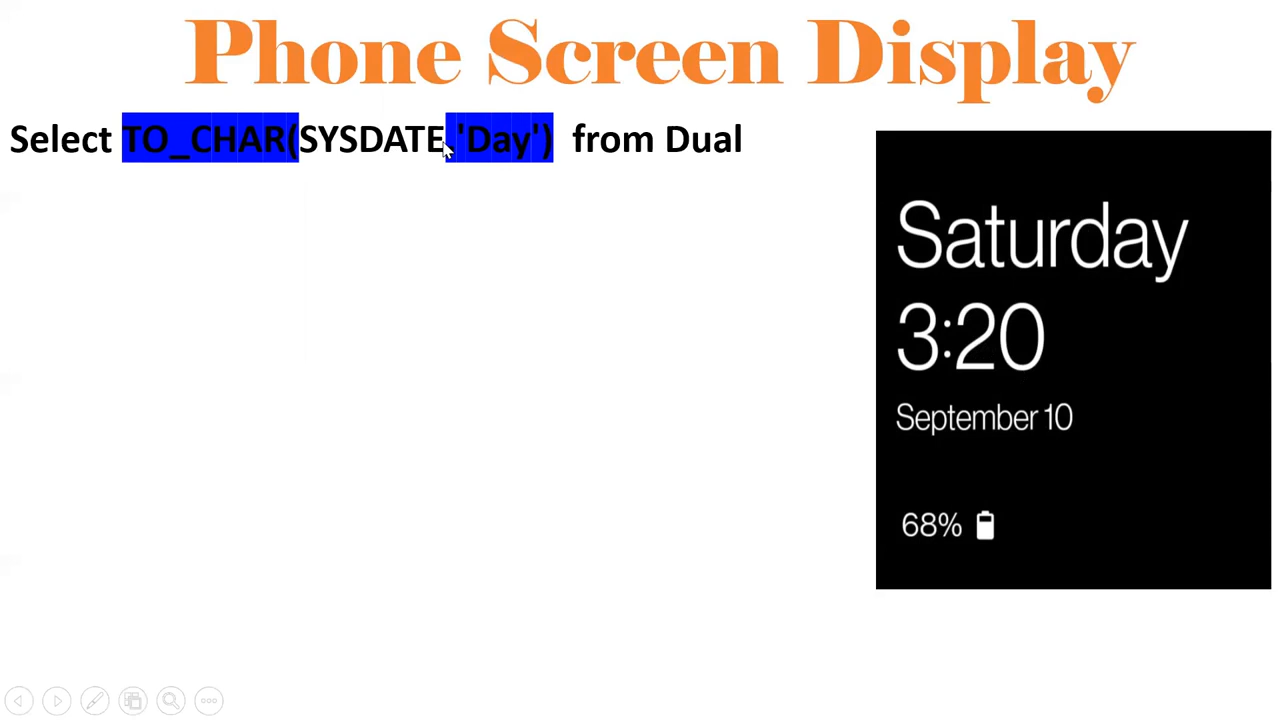 Phone Screen Display
Select TO_CHAR(SYSDATE,'Day')  from Dual
Saturday
3:20
September 10
68%